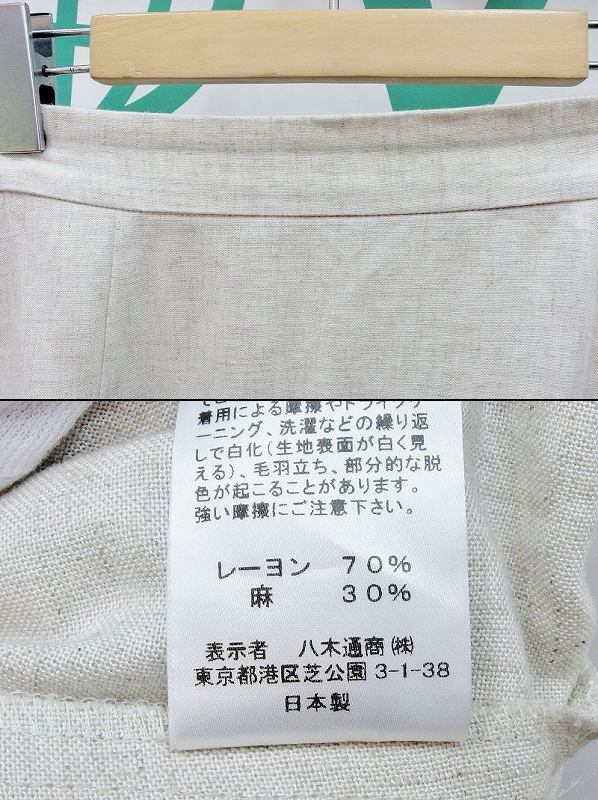 着用による摩擦やドライクリ
ーニング、洗濯などの繰り返
しで白化（生地表面が白く見
える）、毛羽立ち、部分的な脱
色が起こることがあります。
強い摩擦にご注意下さい。
レーヨン　７０％
麻　３０％
表示者　八木通商㈱
東京都港区芝公園 3-1-38
日本製